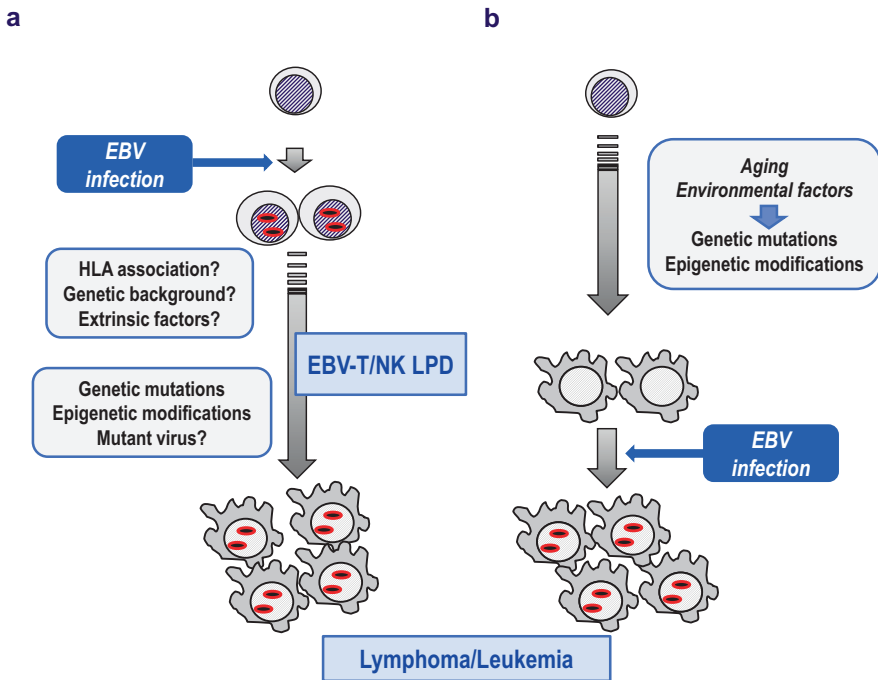 a
EBV
infection
HLA association?
Genetic background?
Extrinsic factors?
EBV-T/NK LPD
Genetic mutations
Epigenetic modifications
Mutant virus?
b
Aging
Environmental factors
Genetic mutations
Epigenetic modifications
EBV
infection
Lymphoma/Leukemia